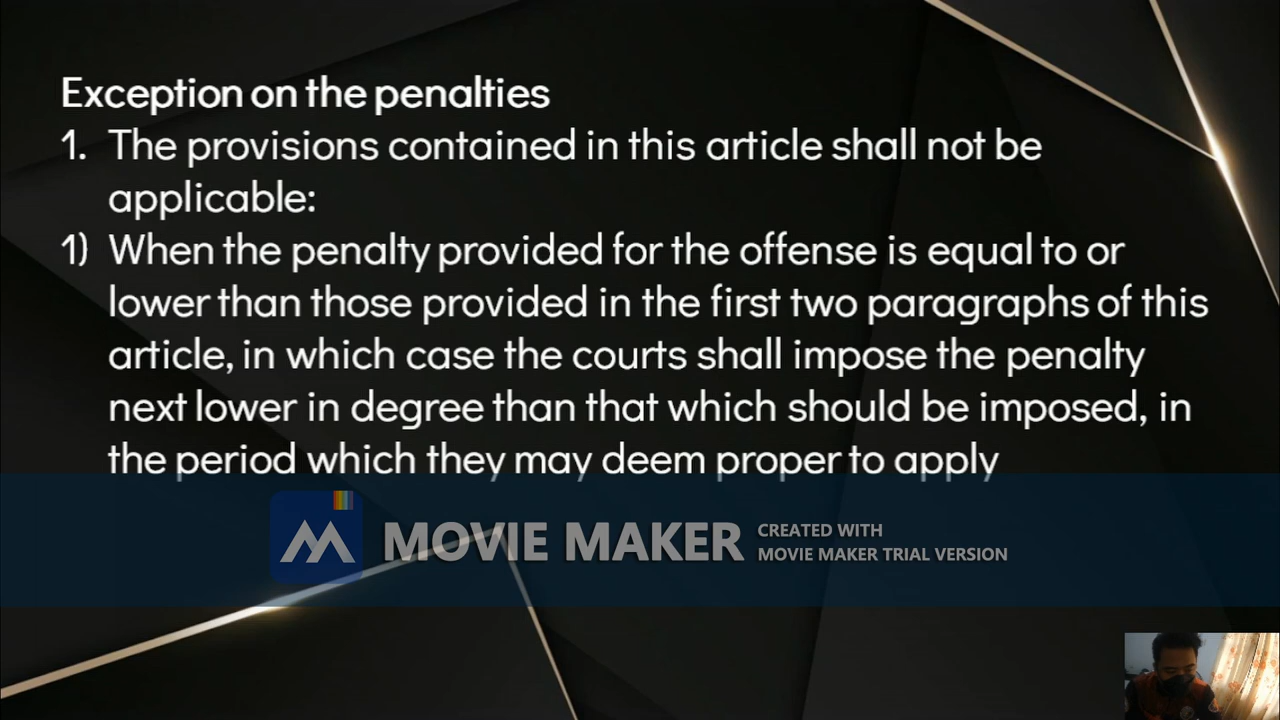 Exception on the penalties
1. The provisions contained in this article shall not be
applicable:
1) When the penalty provided for the offense is equal to or
lower than those provided in the first two paragraphs of this
article, in which case the courts shall impose the penalty
next lower in degree than that which should be imposed, in
the period which they may deem proper to apply
MOVIE MAKER
CREATED WITH
MOVIE MAKER TRIAL VERSION